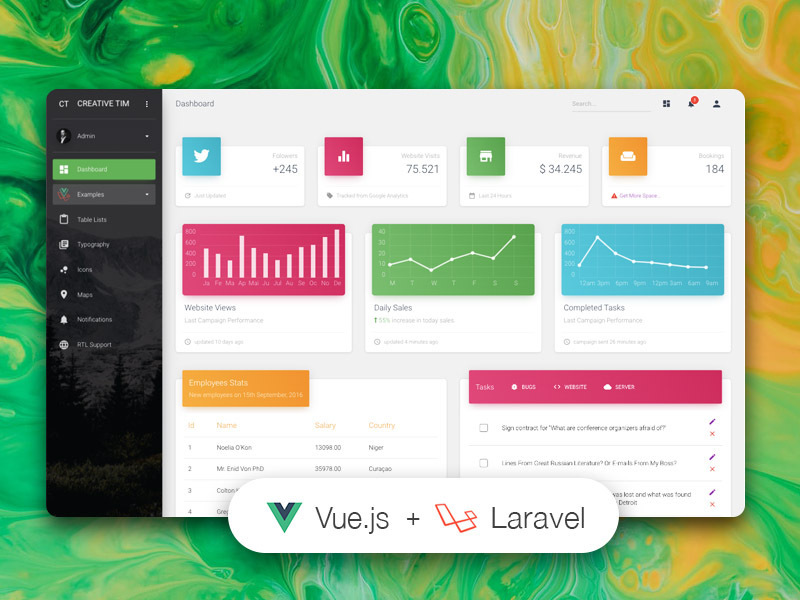 CT CREATIVE TIM
Dashboard
Search...
Admin
Dashboard
Examples
Table Lists
Typography
Icons
Maps
Notifications
RTL Support
Followers
+245
Just Updated
Website Visits
75.521
Tracked from Google Analytics
Revenue
$ 34.245
Last 24 Hours
Bookings
184
Get More Space...
800
600
400
200
0
Ja Fe Ma Ap Mai Ju Jul Au Se Oc No De
Website Views
Last Campaign Performance
updated 10 days ago
40
30
20
10
0
M T W T F S S
Daily Sales
55% increase in today sales.
updated 4 minutes ago
800
600
400
200
0
12am 3pm 6pm 9pm 12pm 3am 6am 9am
Completed Tasks
Last Campaign Performance
campaign sent 26 minutes ago
Employees Stats
New employees on 15th September, 2016
Id Name Salary Country
1 Noelia O'Kon 13098.00 Niger
2 Mr. Enid Von PhD 35978.00 Curaçao
3 Colton
4
Tasks BUGS WEBSITE SERVER
Sign contract for "What are conference organizers afraid of?"
Lines From Great Russian Literature? Or E-mails From My Boss?
was lost and what was found
Detroit
Vue.js + Laravel